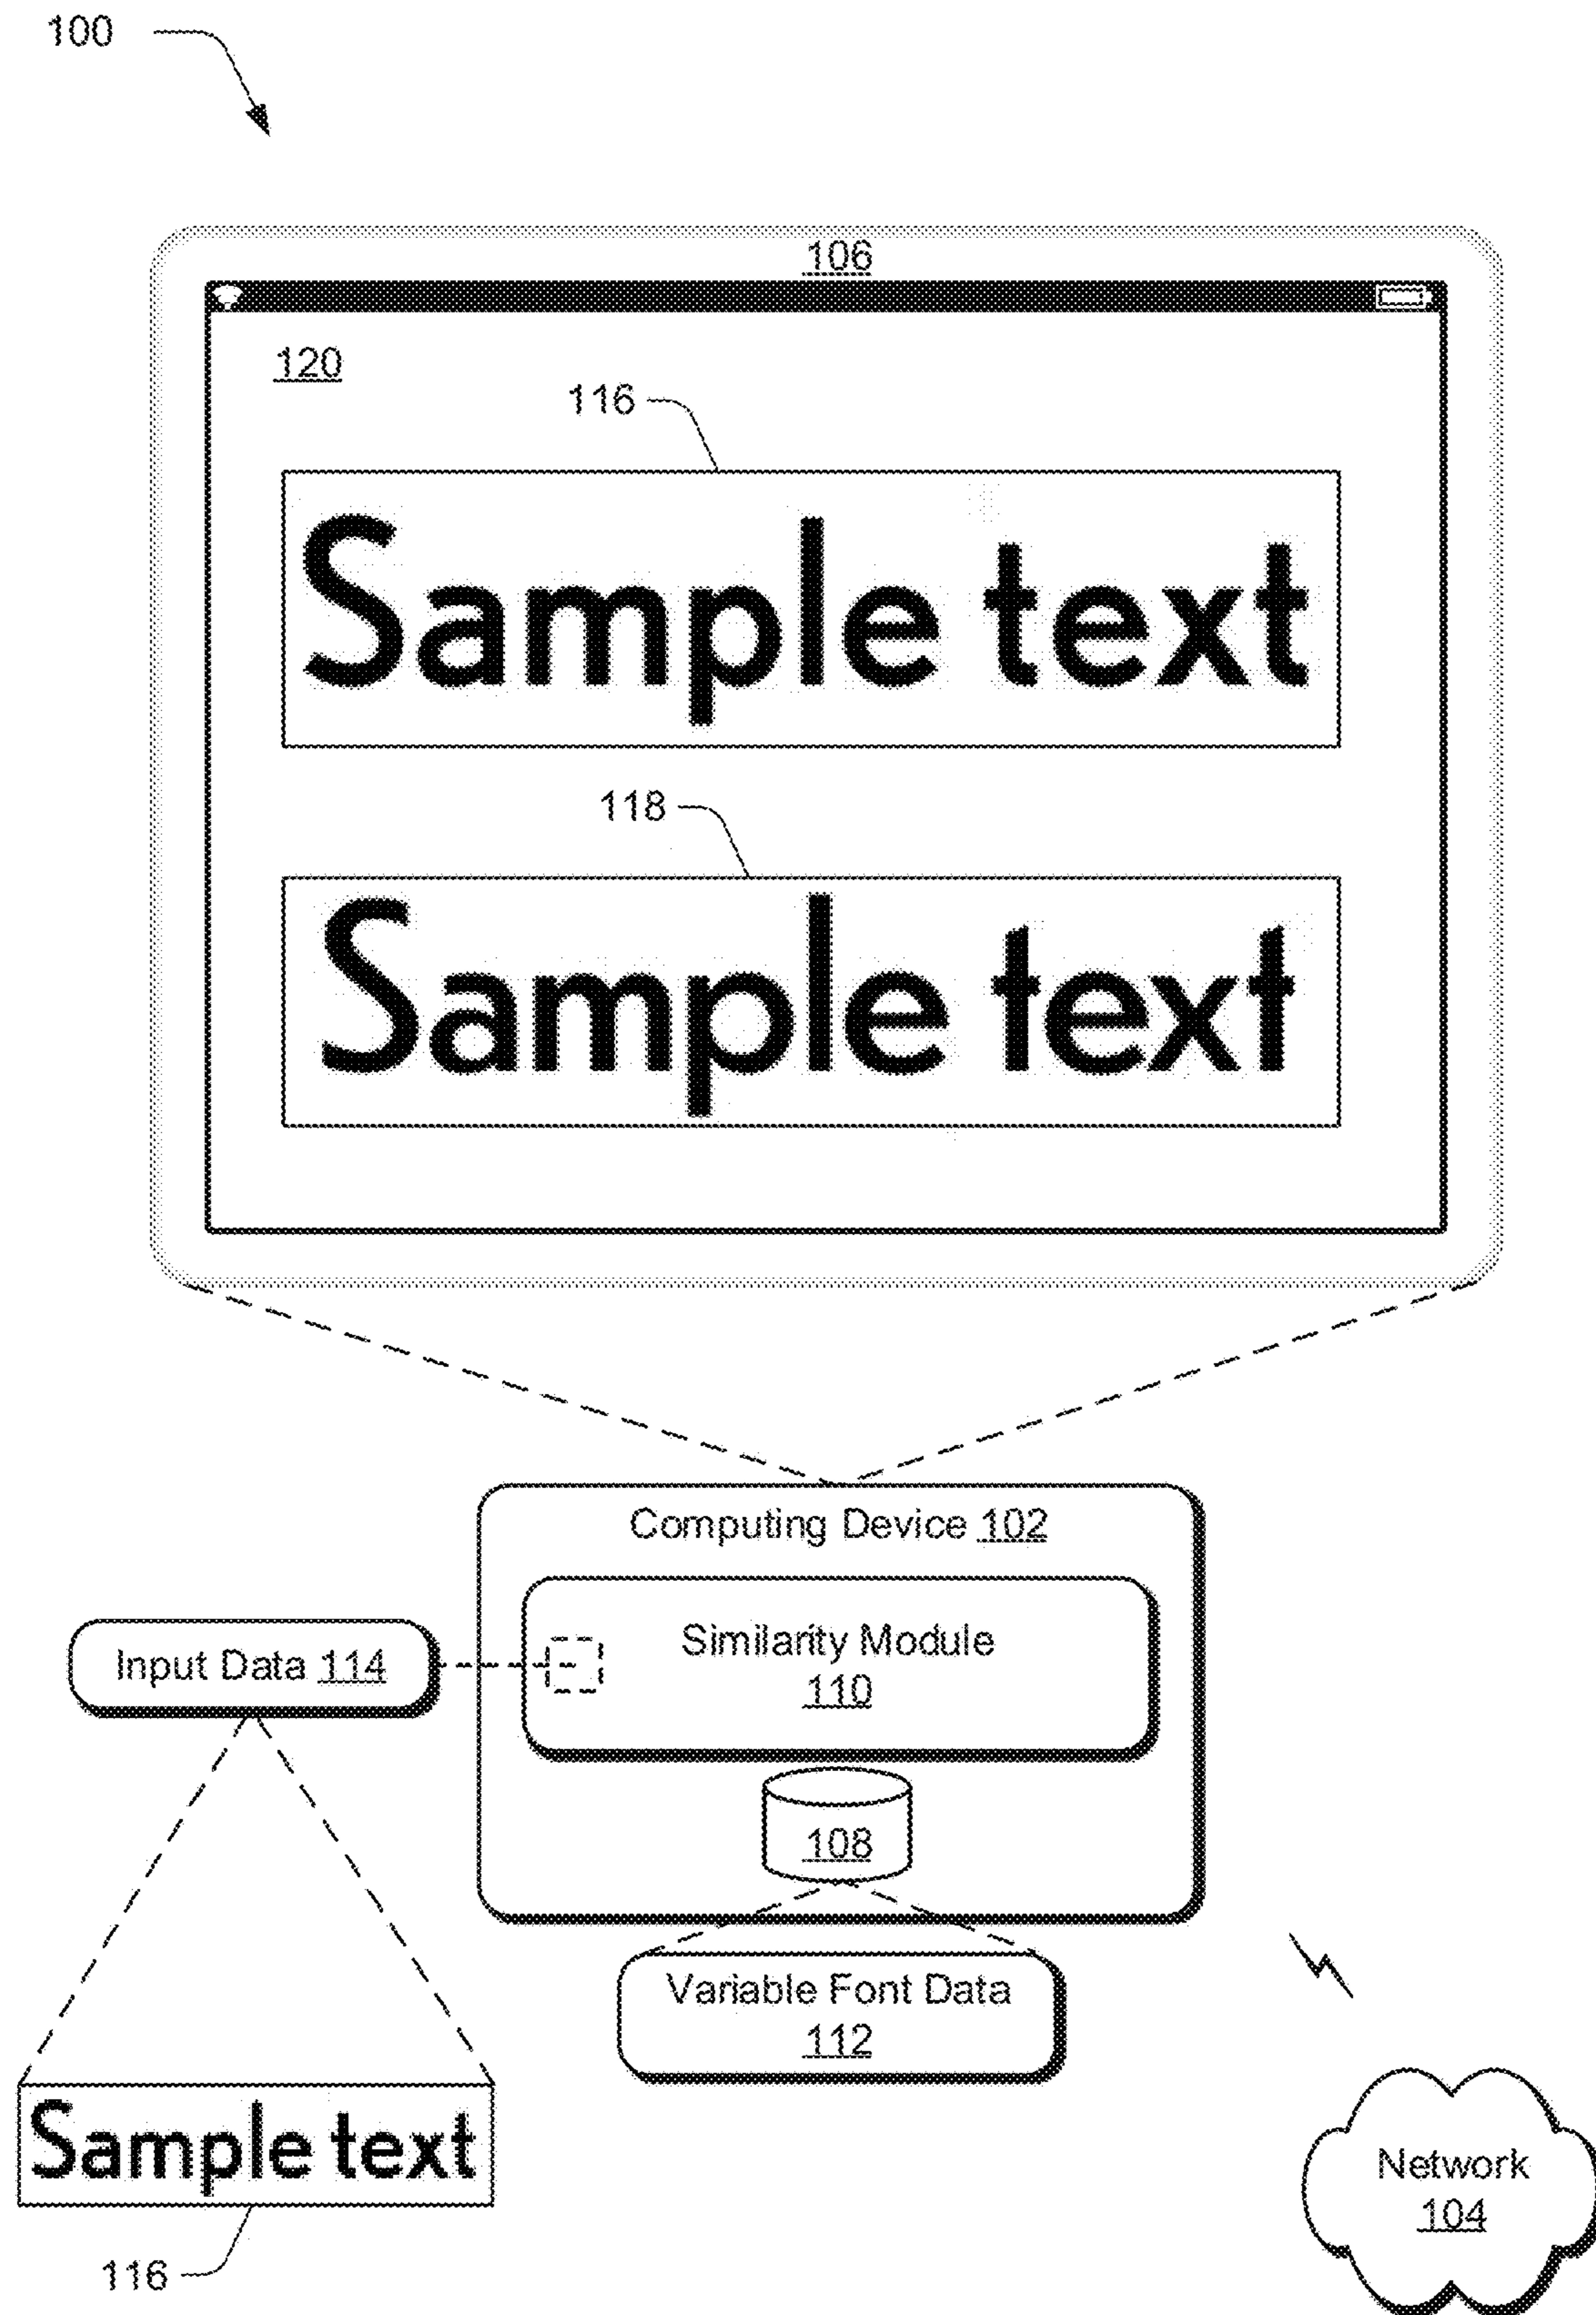 100
106
120
116
Sample text
118
Sample text
Computing Device 102
Similarity Module
110
Input Data 114
108
Variable Font Data
112
Sample text
116
Network
104